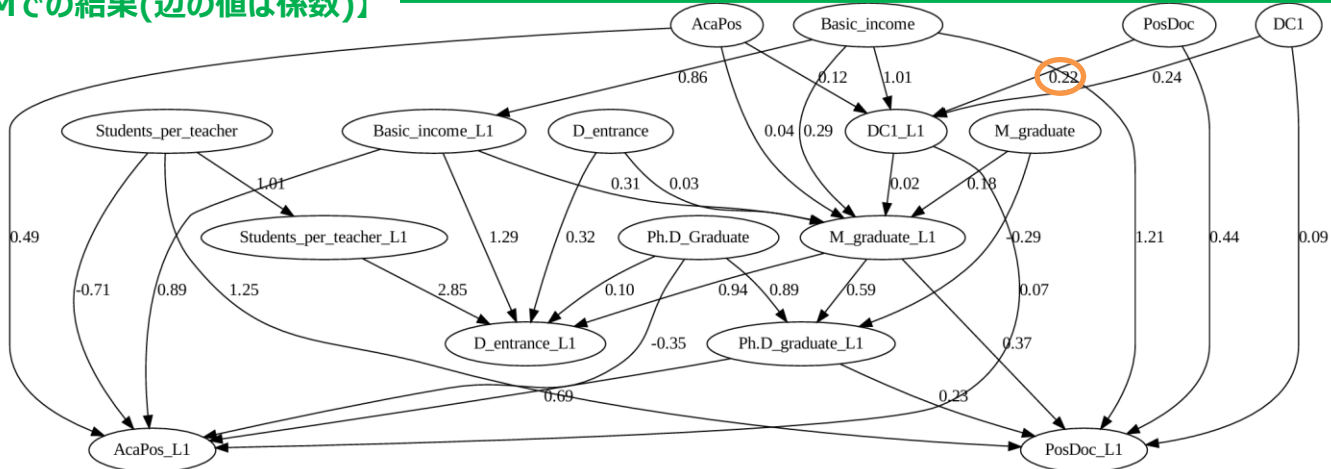 Mでの結果(辺の値は係数)】
AcaPos
Basic_income
PosDoc
DC1
0.86
0.12
1.01
0.22
0.24
Students_per_teacher
Basic_income_L1
D_entrance
0.04
0.29
DC1_L1
M_graduate
1.01
0.31
0.03
0.02
0.18
0.49
Students_per_teacher_L1
1.29
0.32
Ph.D_Graduate
M_graduate_L1
-0.29
1.21
0.44
0.09
-0.71
0.89
1.25
2.85
0.10
0.94
0.89
0.59
0.07
D_entrance_L1
-0.35
Ph.D_graduate_L1
0.37
0.69
0.23
AcaPos_L1
PosDoc_L1